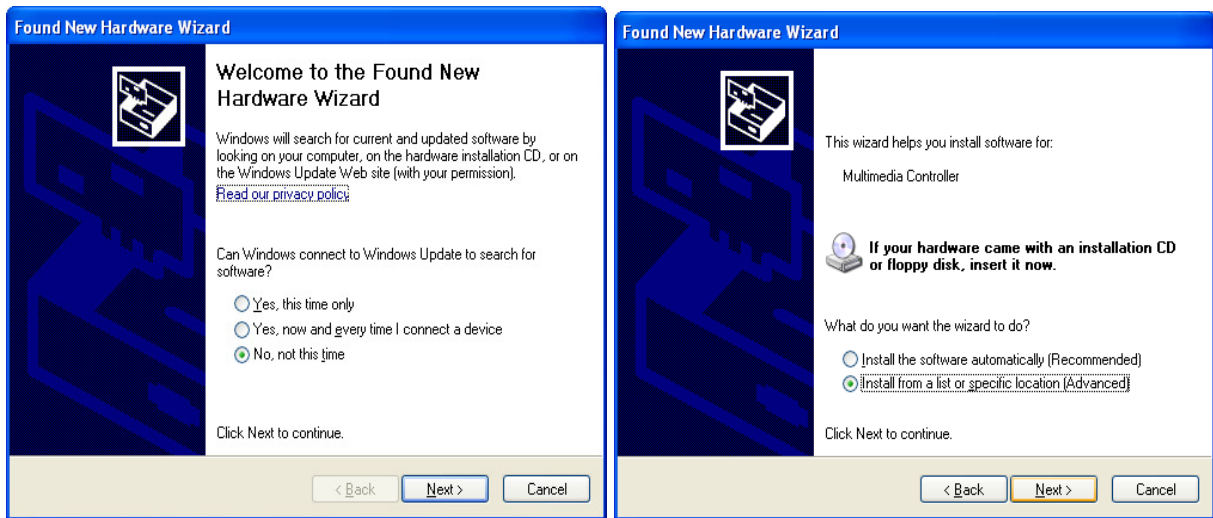 Found New Hardware Wizard
Welcome to the Found New
Hardware Wizard
Windows will search for current and updated software by
looking on your computer, on the hardware installation CD, or on
the Windows Update Web site (with your permission).
Read our privacy policy
Can Windows connect to Windows Update to search for
software?
Yes, this time only
Yes, now and every time I connect a device
No, not this time
Click Next to continue.
< Back
Next >
Cancel
Found New Hardware Wizard
This wizard helps you install software for:
Multimedia Controller
If your hardware came with an installation CD
or floppy disk, insert it now.
What do you want the wizard to do?
Install the software automatically (Recommended)
Install from a list or specific location (Advanced)
Click Next to continue.
< Back
Next >
Cancel